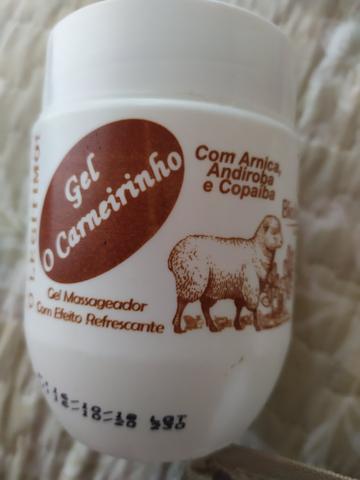 Gel
O Carneirinho
Com Arnica,
Andiroba
e Copaíba
Gel Massageador
Com Efeito Refrescante